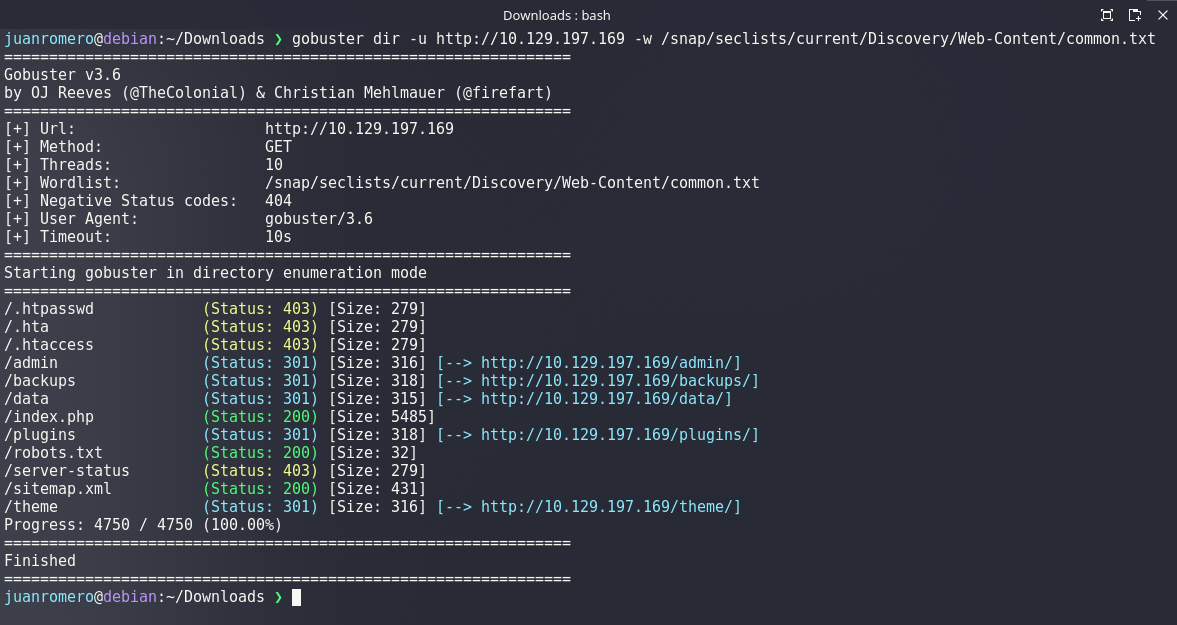 Downloads : bash
juanromero@debian:~/Downloads ❯ gobuster dir -u http://10.129.197.169 -w /snap/seclists/current/Discovery/Web-Content/common.txt
===============================================================
Gobuster v3.6
by OJ Reeves (@TheColonial) & Christian Mehlmauer (@firefart)
===============================================================
[+] Url:                     http://10.129.197.169
[+] Method:                  GET
[+] Threads:                 10
[+] Wordlist:                /snap/seclists/current/Discovery/Web-Content/common.txt
[+] Negative Status codes:   404
[+] User Agent:              gobuster/3.6
[+] Timeout:                 10s
===============================================================
Starting gobuster in directory enumeration mode
===============================================================
/.htpasswd            (Status: 403) [Size: 279]
/.hta                 (Status: 403) [Size: 279]
/.htaccess            (Status: 403) [Size: 279]
/admin                (Status: 301) [Size: 316] [--> http://10.129.197.169/admin/]
/backups              (Status: 301) [Size: 318] [--> http://10.129.197.169/backups/]
/data                 (Status: 301) [Size: 315] [--> http://10.129.197.169/data/]
/index.php            (Status: 200) [Size: 5485]
/plugins              (Status: 301) [Size: 318] [--> http://10.129.197.169/plugins/]
/robots.txt           (Status: 200) [Size: 32]
/server-status        (Status: 403) [Size: 279]
/sitemap.xml          (Status: 200) [Size: 431]
/theme                (Status: 301) [Size: 316] [--> http://10.129.197.169/theme/]
Progress: 4750 / 4750 (100.00%)
===============================================================
Finished
===============================================================
juanromero@debian:~/Downloads ❯